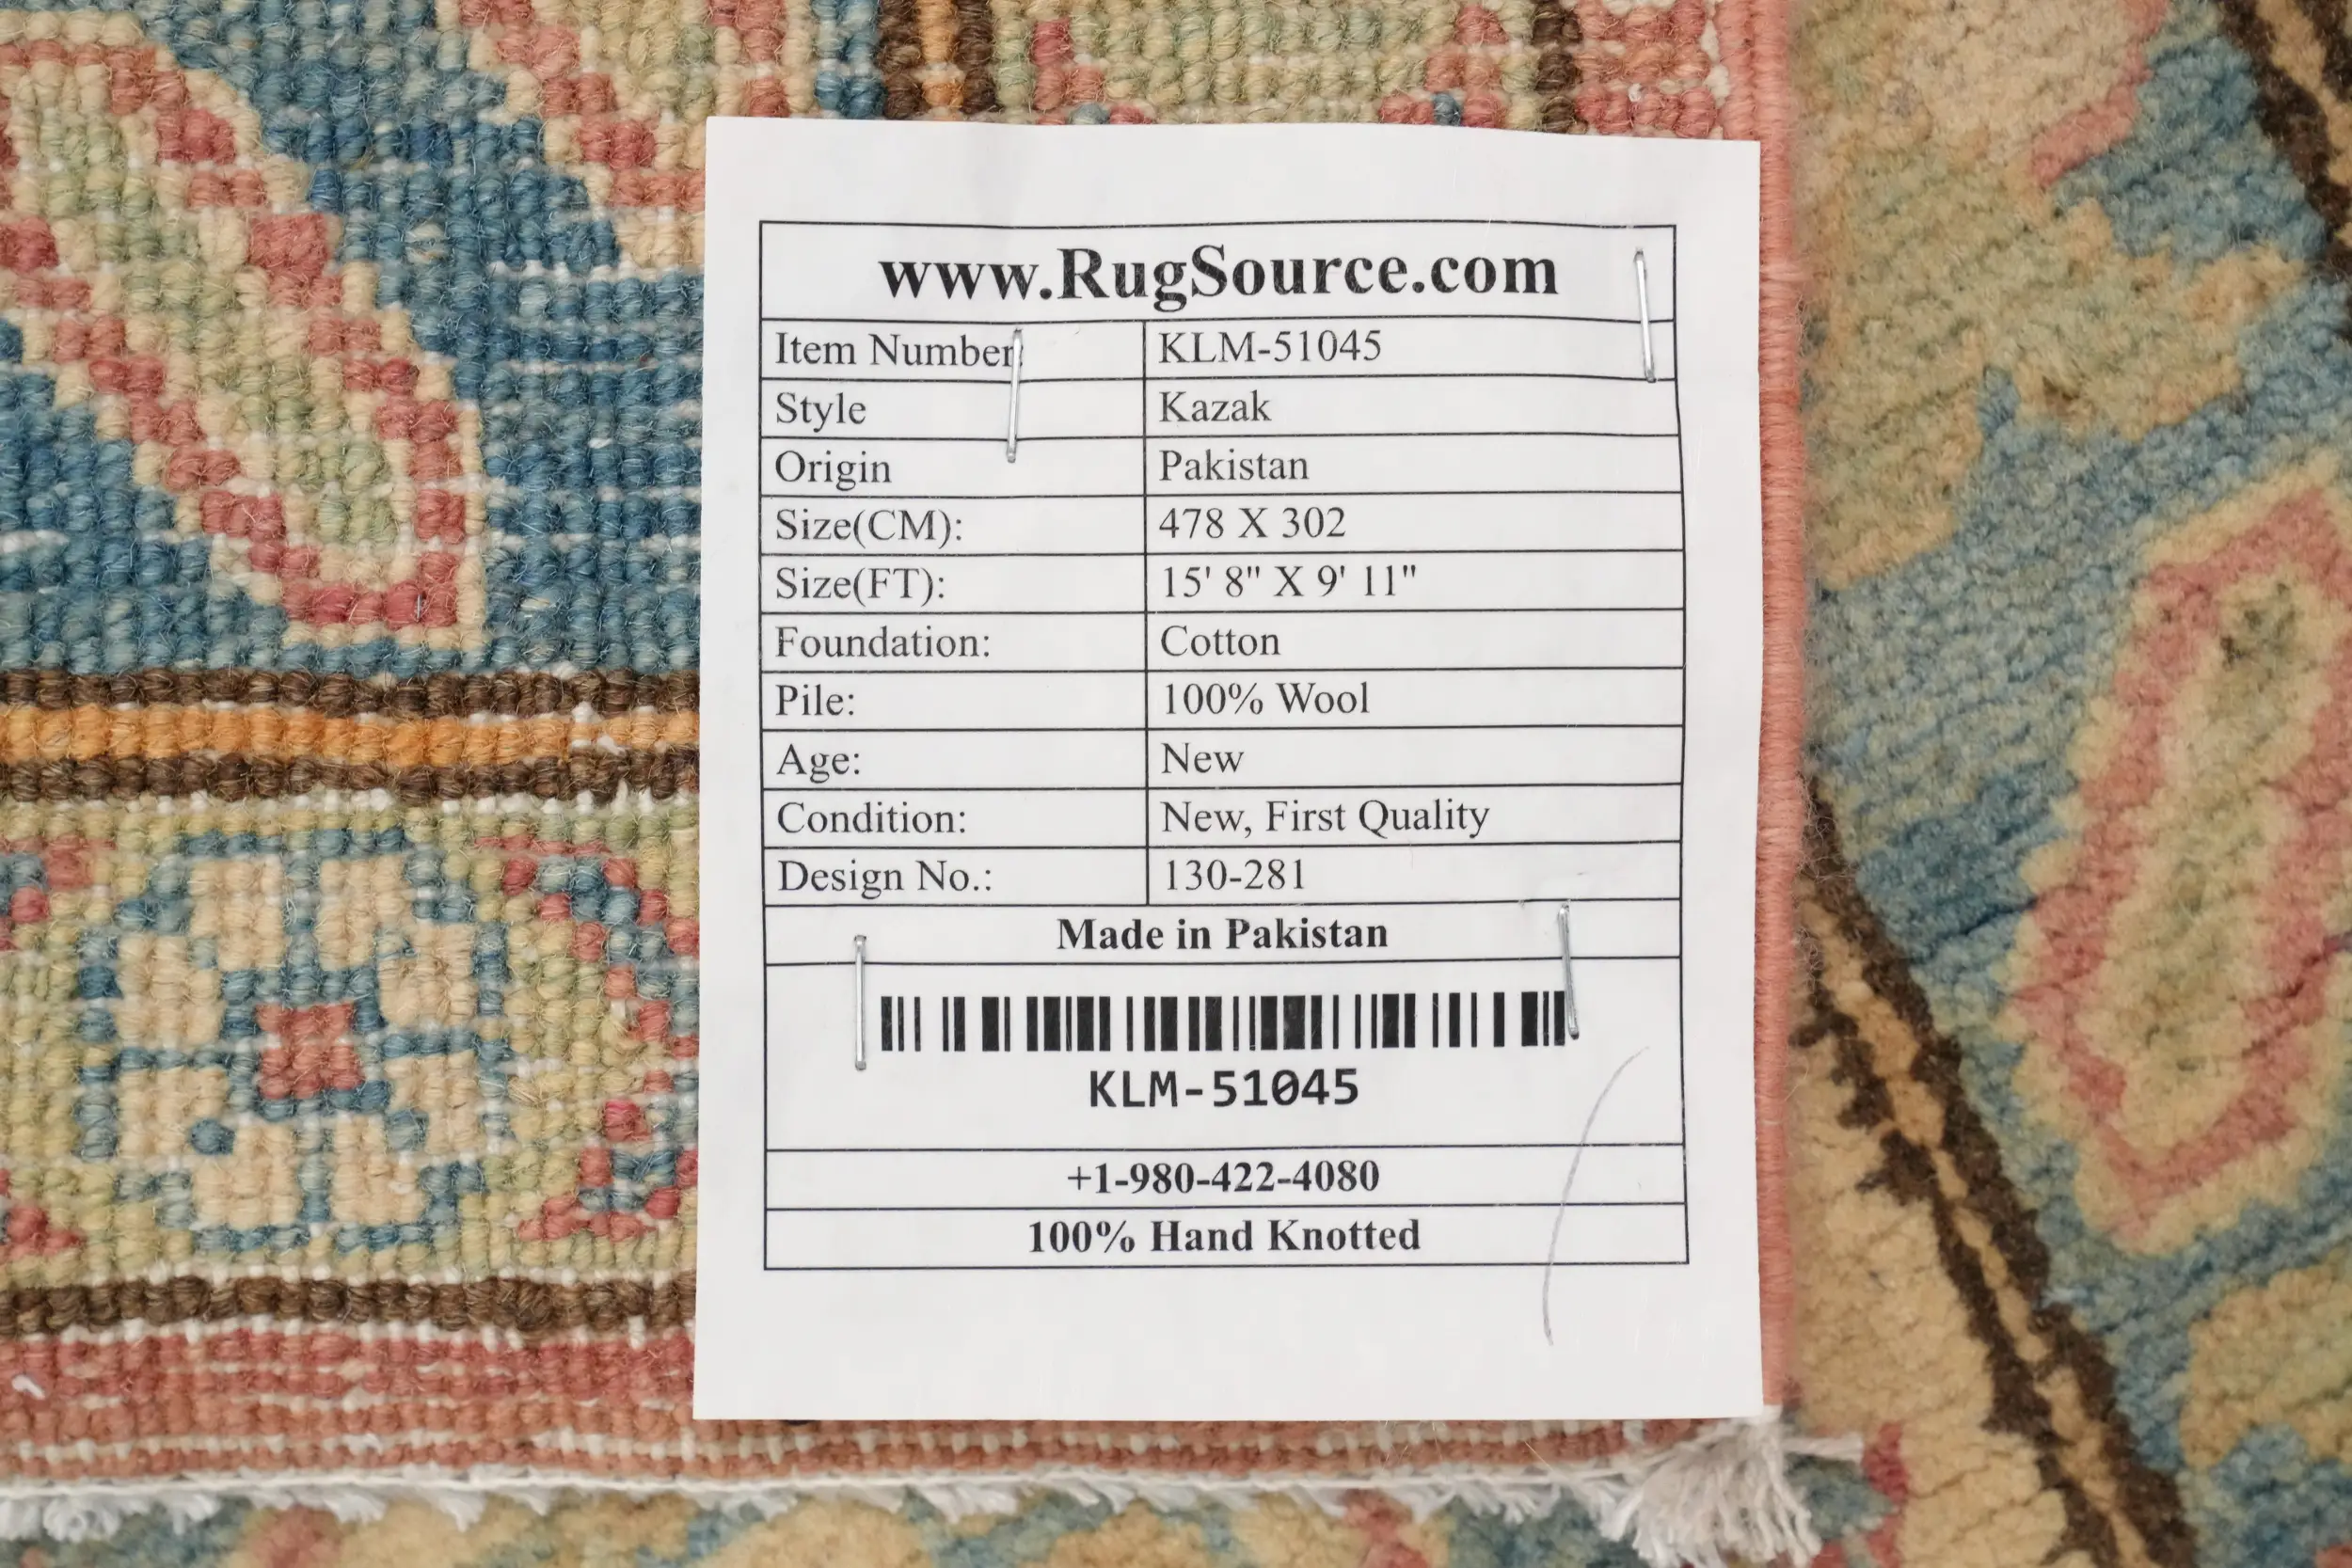 www.RugSource.com
Item Number: KLM-51045
Style Kazak
Origin Pakistan
Size(CM): 478 X 302
Size(FT): 15' 8" X 9' 11"
Foundation: Cotton
Pile: 100% Wool
Age: New
Condition: New, First Quality
Design No.: 130-281
Made in Pakistan
KLM-51045
+1-980-422-4080
100% Hand Knotted